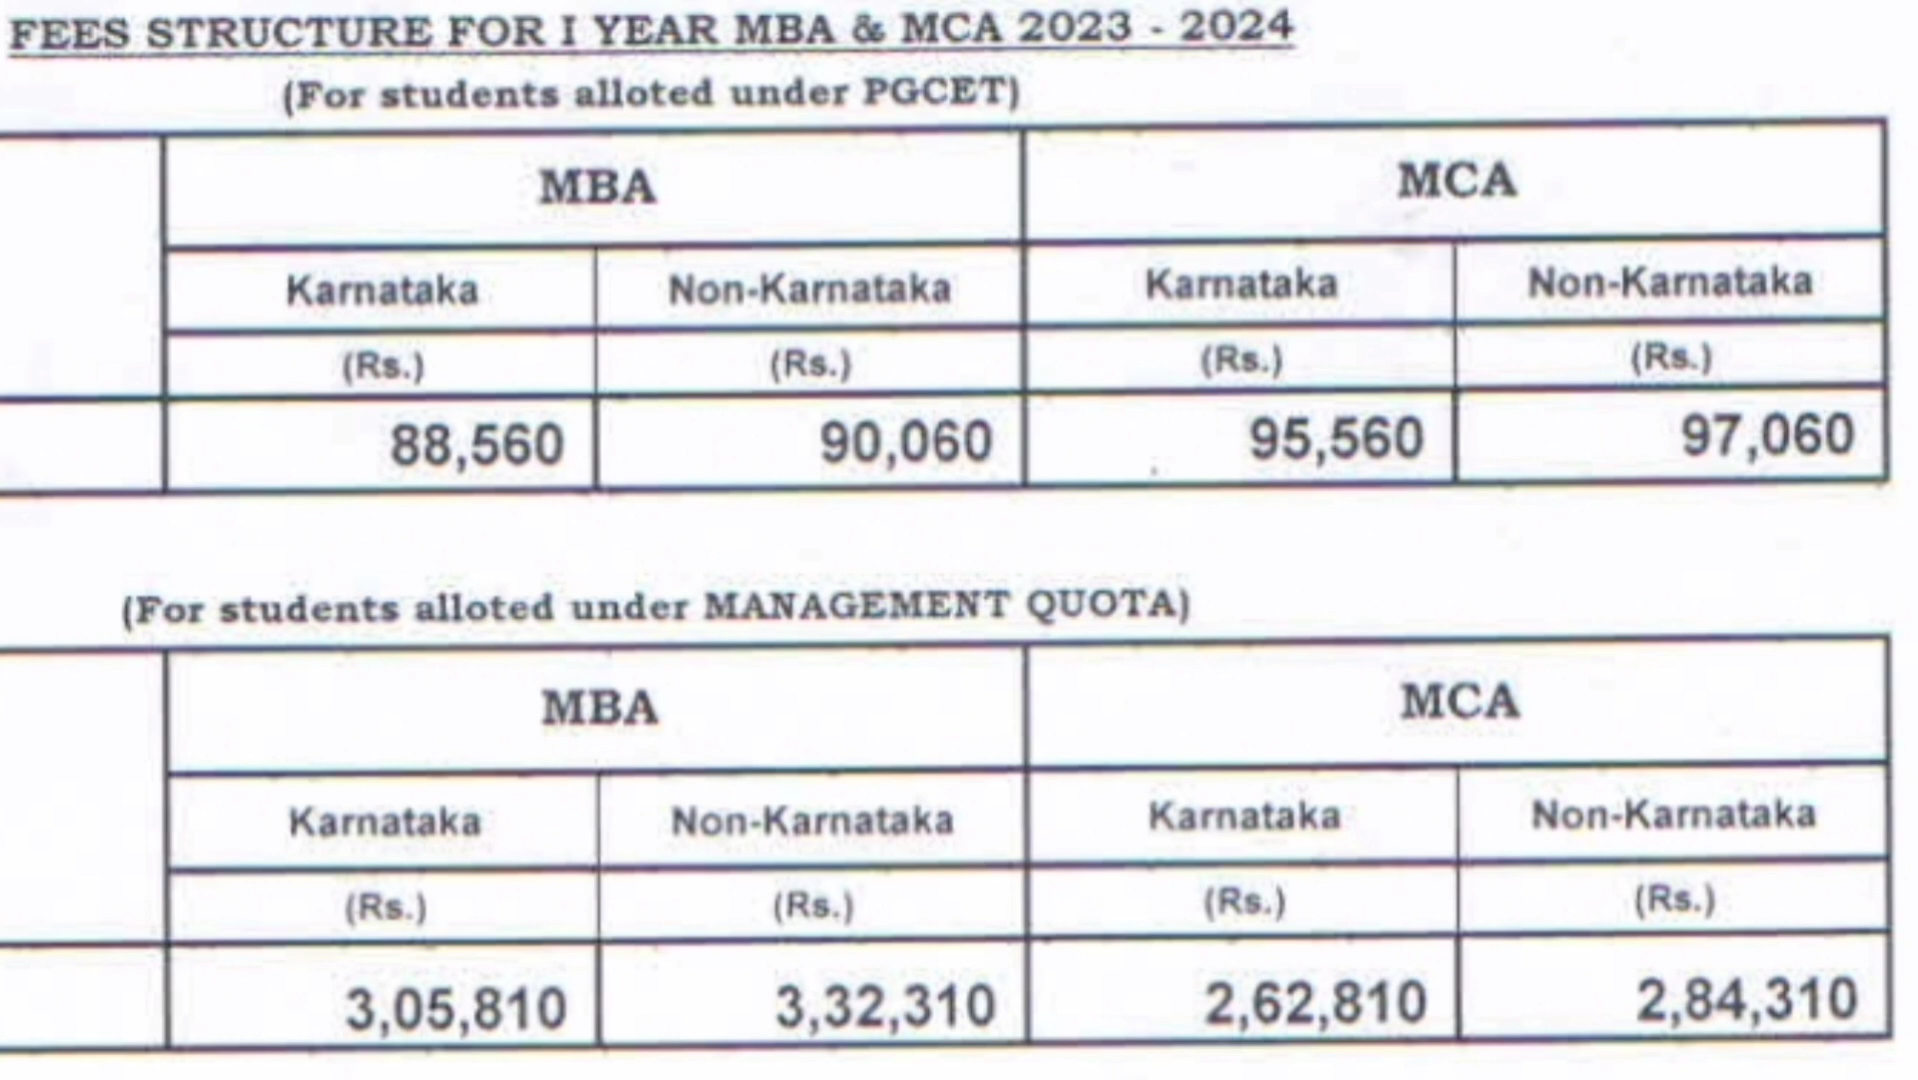 FEES STRUCTURE FOR I YEAR MBA & MCA 2023 - 2024
(For students alloted under PGCET)
MBA MCA
Karnataka Non-Karnataka Karnataka Non-Karnataka
(Rs.) (Rs.) (Rs.) (Rs.)
88,560 90,060 95,560 97,060
(For students alloted under MANAGEMENT QUOTA)
MBA MCA
Karnataka Non-Karnataka Karnataka Non-Karnataka
(Rs.) (Rs.) (Rs.) (Rs.)
3,05,810 3,32,310 2,62,810 2,84,310